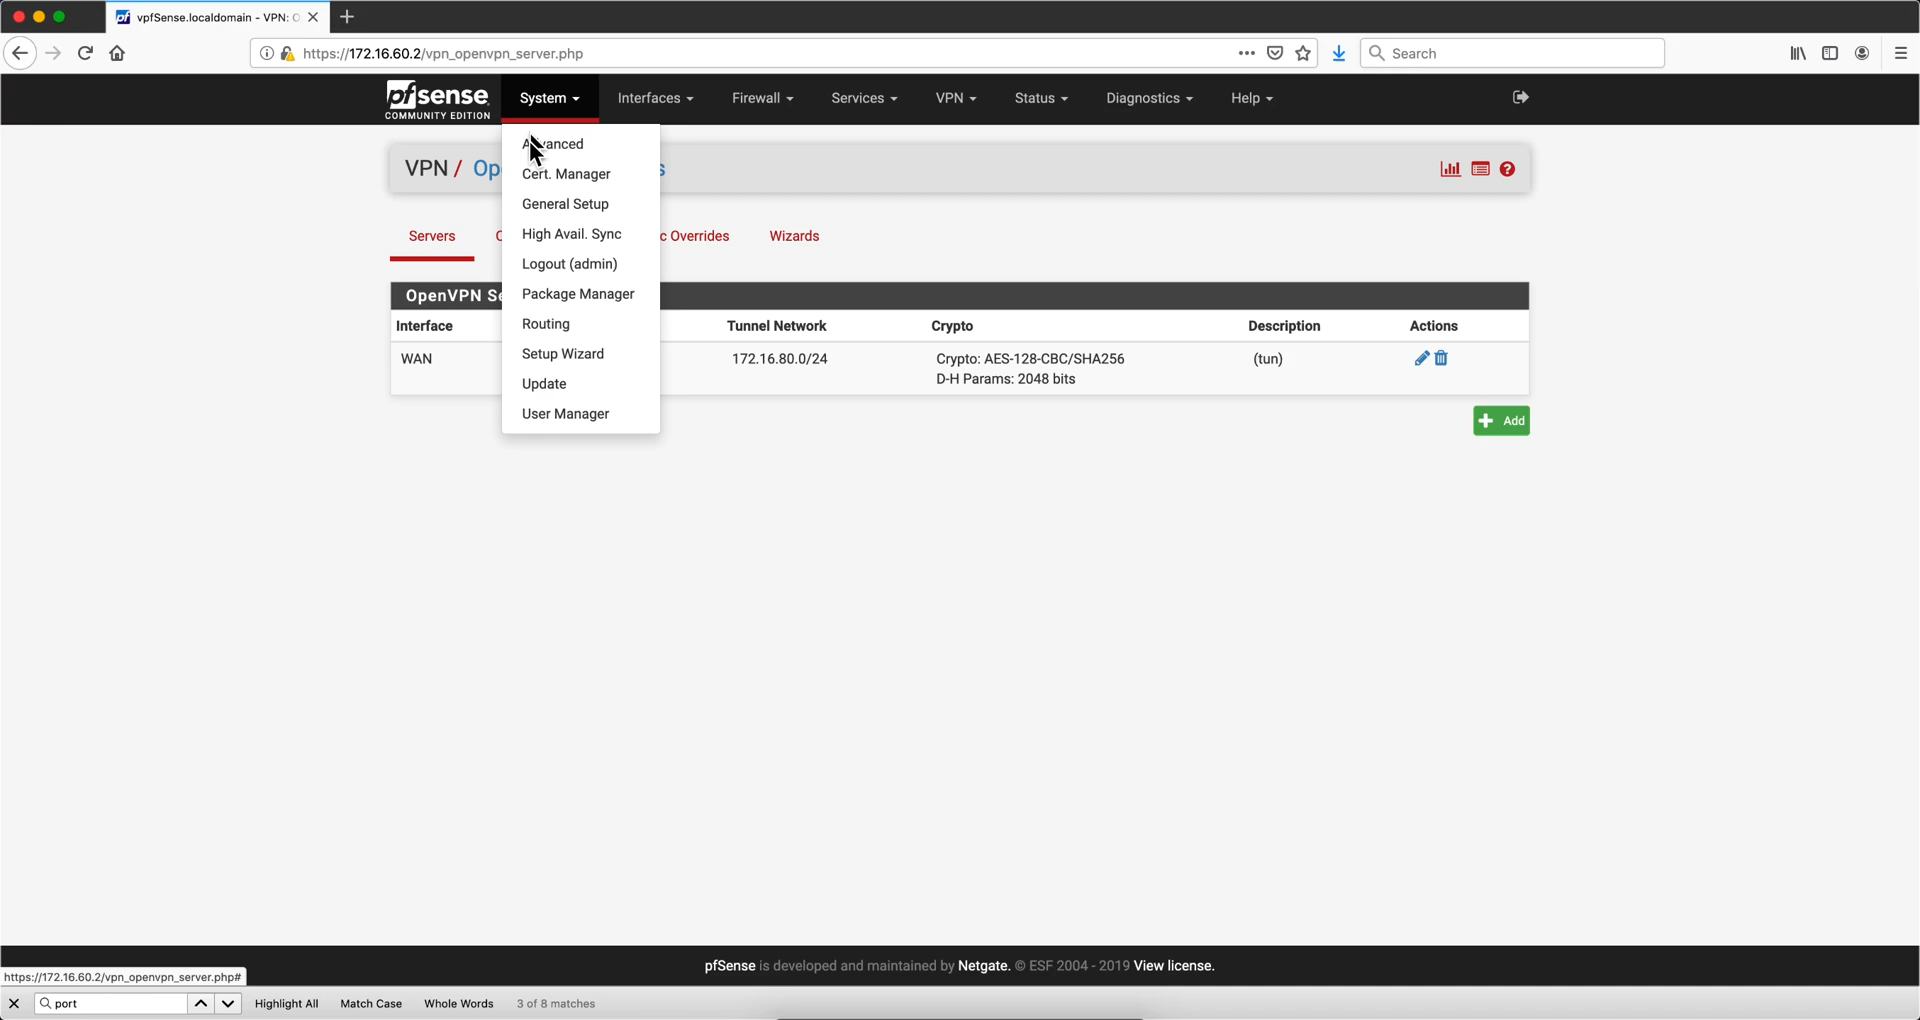 vpfSense.localdomain - VPN: O
https://172.16.60.2/vpn_openvpn_server.php
Search
pfsense
COMMUNITY EDITION
System
Interfaces
Firewall
Services
VPN
Status
Diagnostics
Help
Advanced
Cert. Manager
General Setup
High Avail. Sync
Logout (admin)
Package Manager
Routing
Setup Wizard
Update
User Manager
VPN / Op s
Servers C c Overrides Wizards
OpenVPN Se
Interface Tunnel Network Crypto Description Actions
WAN 172.16.80.0/24 Crypto: AES-128-CBC/SHA256 (tun)
D-H Params: 2048 bits
Add
pfSense is developed and maintained by Netgate. © ESF 2004 - 2019 View license.
https://172.16.60.2/vpn_openvpn_server.php#
port Highlight All Match Case Whole Words 3 of 8 matches